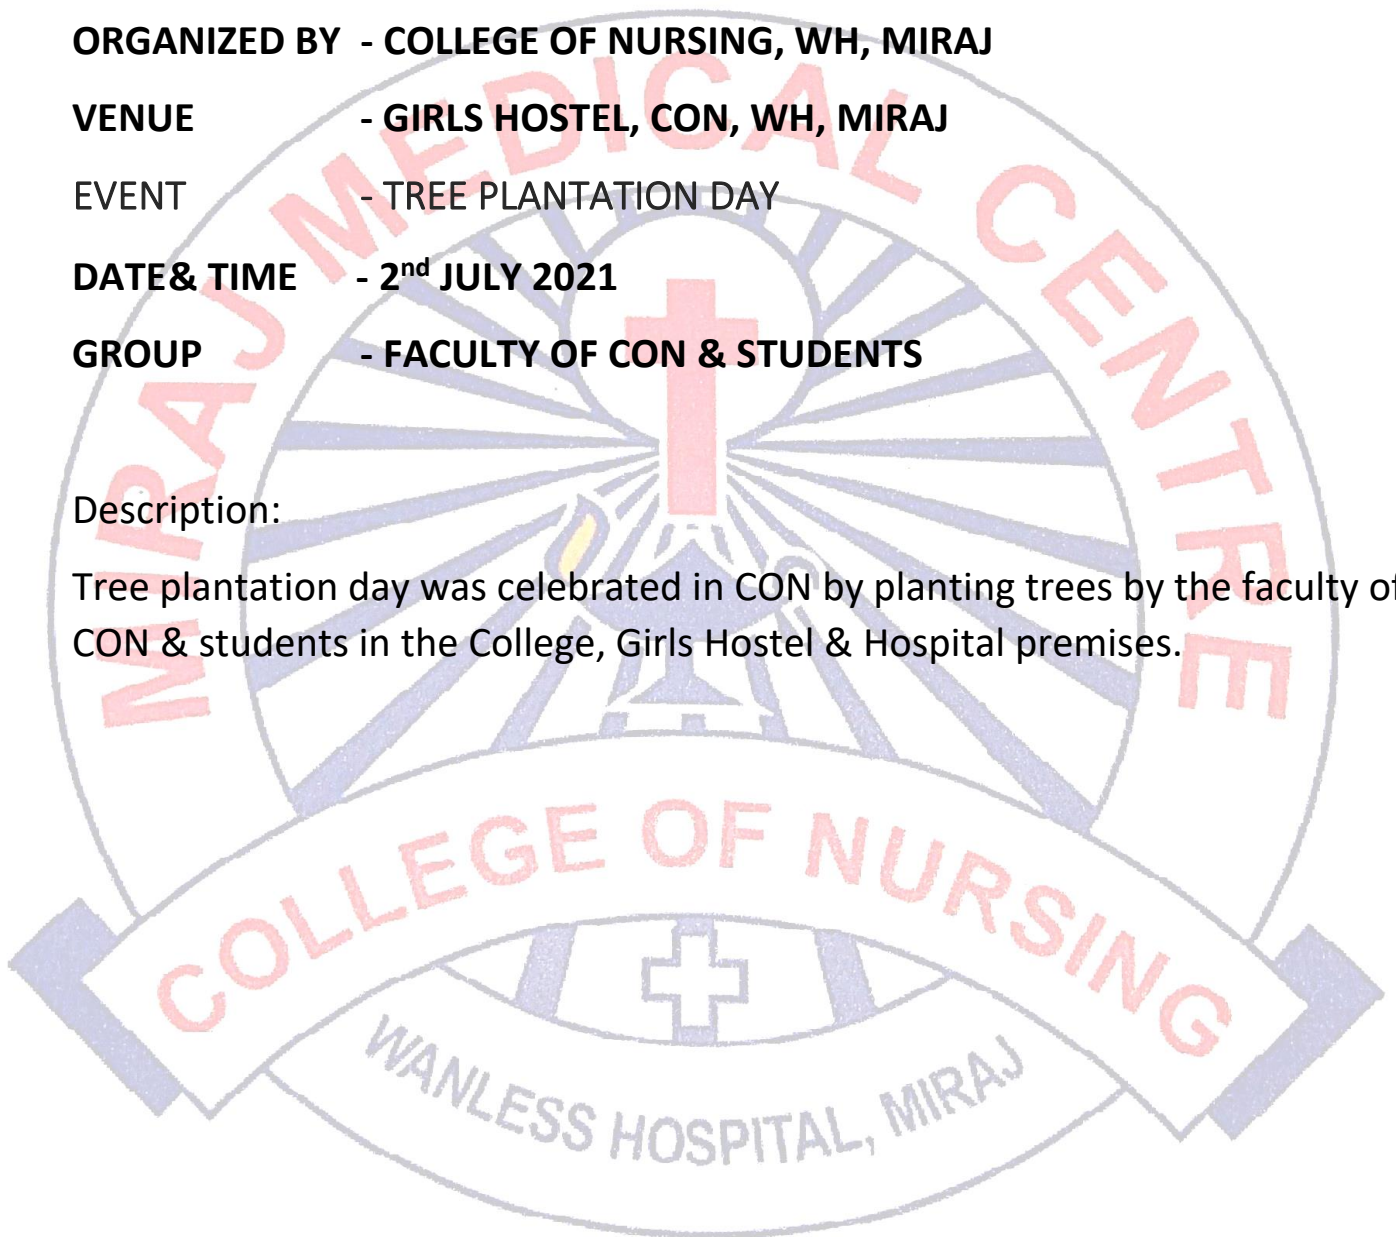 ORGANIZED BY - COLLEGE OF NURSING, WH, MIRAJ
VENUE - GIRLS HOSTEL, CON, WH, MIRAJ
EVENT - TREE PLANTATION DAY
DATE& TIME - 2nd JULY 2021
GROUP - FACULTY OF CON & STUDENTS
Description:
Tree plantation day was celebrated in CON by planting trees by the faculty of
CON & students in the College, Girls Hostel & Hospital premises.
MIRAJ MEDICAL CENTRE
COLLEGE OF NURSING
WANLESS HOSPITAL, MIRAJ